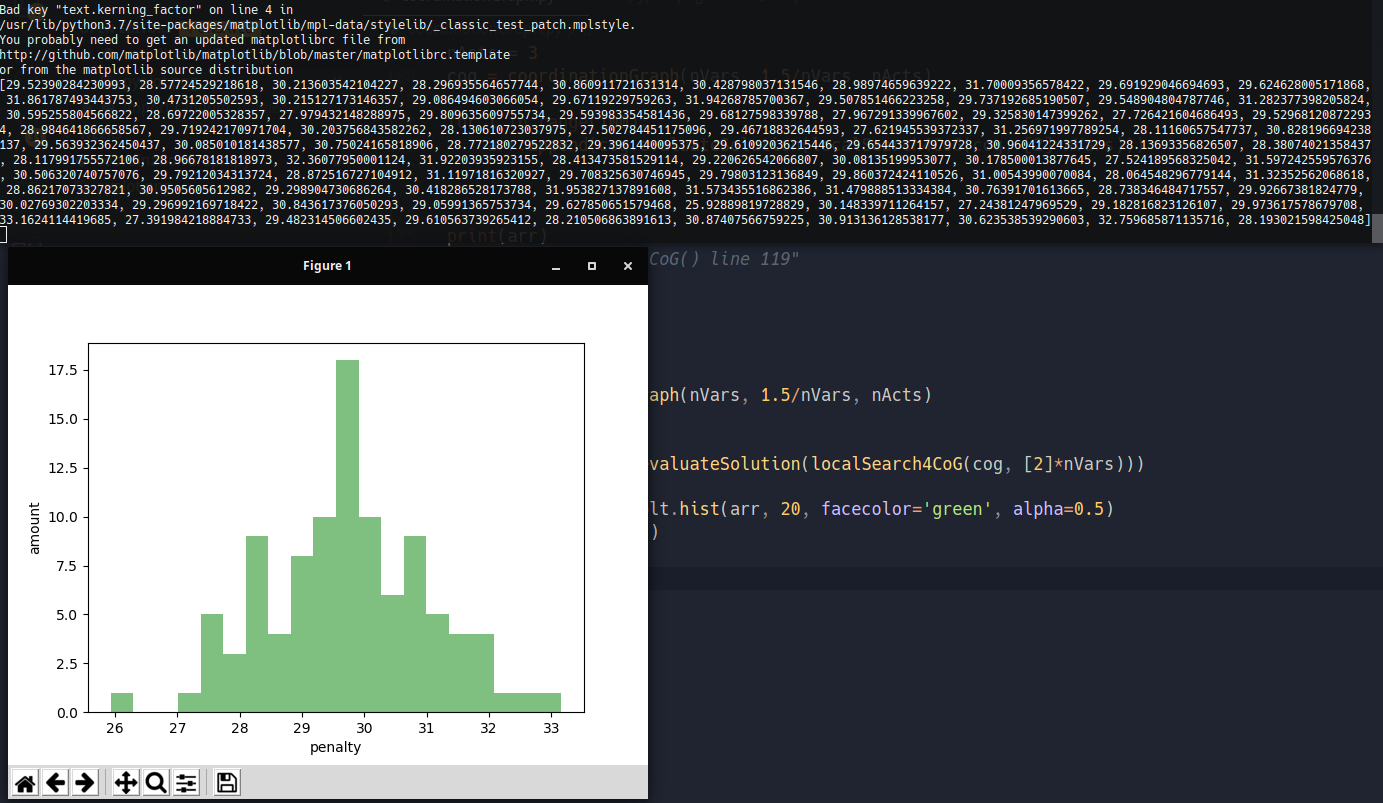 Bad key "text.kerning_factor" on line 4 in
/usr/lib/python3.7/site-packages/matplotlib/mpl-data/stylelib/_classic_test_patch.mplstyle.
You probably need to get an updated matplotlibrc file from
http://github.com/matplotlib/matplotlib/blob/master/matplotlibrc.template
or from the matplotlib source distribution
[29.52390284230993, 28.57724529218618, 30.213603542104227, 28.296935564657744, 30.860911721631314, 30.428798037131546, 28.98974659639222, 31.70009356578422, 29.691929046694693, 29.624628005171868,
31.861787493443753, 30.4731205502593, 30.215127173146357, 29.086494603066054, 29.67119229759263, 31.94268785700367, 29.507851466223258, 29.737192685190507, 29.548904804787746, 31.282377398205824,
30.595255804566822, 28.69722005328357, 27.979432148288975, 29.809635609755734, 29.593983354581436, 29.68127598339788, 27.967291339967602, 29.325830147399262, 27.726421604686493, 29.52968120872293
4, 28.984641866658567, 29.719242170971704, 30.203756843582262, 28.130610723037975, 27.502784451175096, 29.46718832644593, 27.621945539372337, 31.256971997789254, 28.11160657547737, 30.828196694238
137, 29.563932362450437, 30.085010181438577, 30.75024165818906, 28.772180279522832, 29.3961440095375, 29.61092036215446, 29.654433717979728, 30.96041224331729, 28.13693356826507, 28.38074021358437
, 28.117991755572106, 28.96678181818973, 32.36077950001124, 31.92203935923155, 28.413473581529114, 29.220626542066807, 30.08135199953077, 30.178500013877645, 27.524189568325042, 31.597242559576376
, 30.506320740757076, 29.79212034313724, 28.872516727104912, 31.11971816320927, 29.708325630746945, 29.79803123136849, 29.860372424110526, 31.00543990070084, 28.064548296779144, 31.32352562068618,
28.86217073327821, 30.95056605612982, 29.298904730686264, 30.418286528173788, 31.953827137891608, 31.573435516862386, 31.479888513334384, 30.76391701613665, 28.738346484717557, 29.92667381824779,
30.02769302203334, 29.299692169718422, 30.843617376050293, 29.05991365753734, 29.627850651579468, 25.92889819728803, 30.148339711264157, 27.24381247969529, 29.182816823126107, 29.973617578679708,
33.1624114419685, 27.391984218884733, 29.482314506602435, 29.610563739265412, 28.210506863891613, 30.87407566759225, 30.913136128538177, 30.623538539290603, 32.759685871135716, 28.193021598425048]
print(arr)
CoG() line 119"
Figure 1
aph(nVars, 1.5/nVars, nActs)
valuateSolution(localSearch4CoG(cog, [2]*nVars)))
lt.hist(arr, 20, facecolor='green', alpha=0.5)
)
17.5
15.0
12.5
10.0
7.5
5.0
2.5
0.0
amount
26 27 28 29 30 31 32 33
penalty